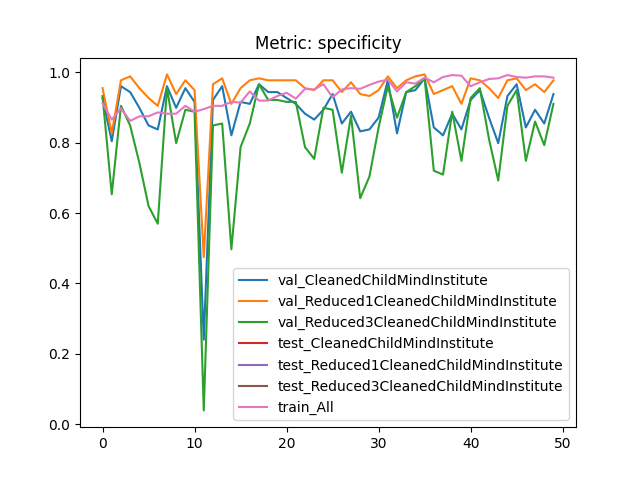 Metric: specificity
1.0
0.8
0.6
0.4
0.2
0.0
val_CleanedChildMindInstitute
val_Reduced1CleanedChildMindInstitute
val_Reduced3CleanedChildMindInstitute
test_CleanedChildMindInstitute
test_Reduced1CleanedChildMindInstitute
test_Reduced3CleanedChildMindInstitute
train_All
0 10 20 30 40 50